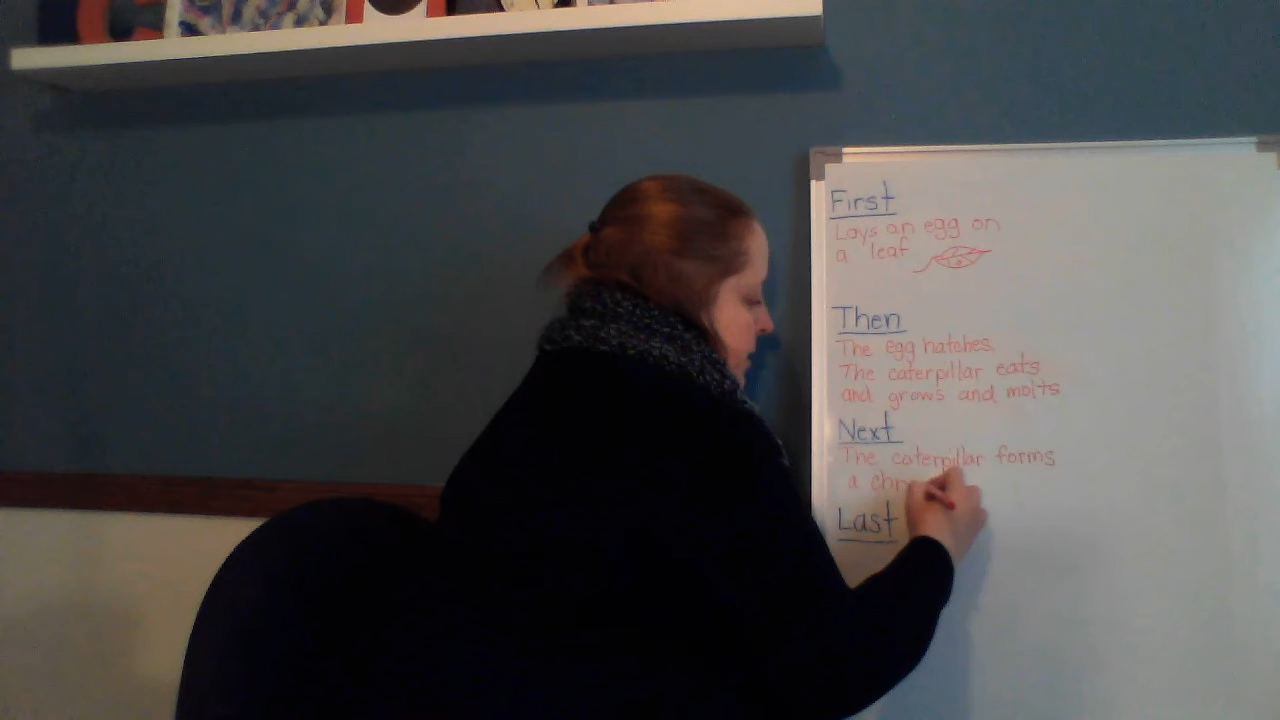 First
Lays an egg on
a leaf
Then
The egg hatches.
The caterpillar eats
and grows and molts
Next
The caterpillar forms
a chr
Last